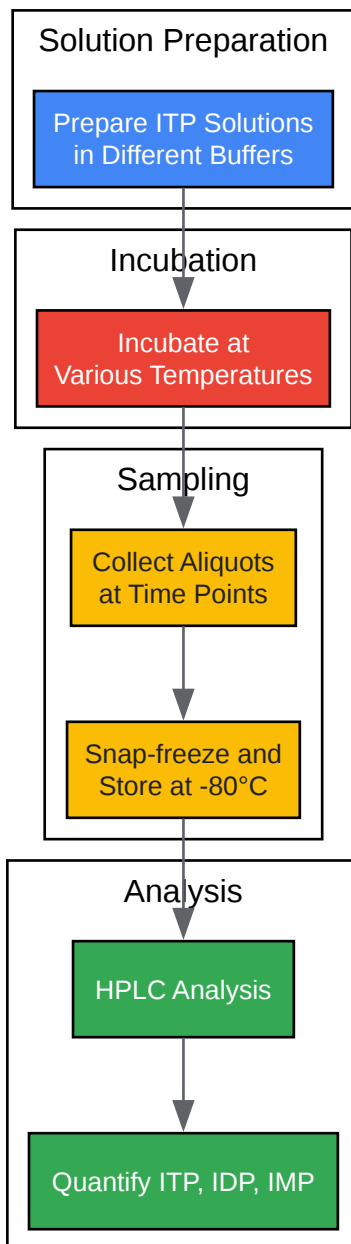 Solution Preparation
Prepare ITP Solutions
in Different Buffers
Incubation
Incubate at
Various Temperatures
Sampling
Collect Aliquots
at Time Points
Snap-freeze and
Store at -80°C
Analysis
HPLC Analysis
Quantify ITP, IDP, IMP